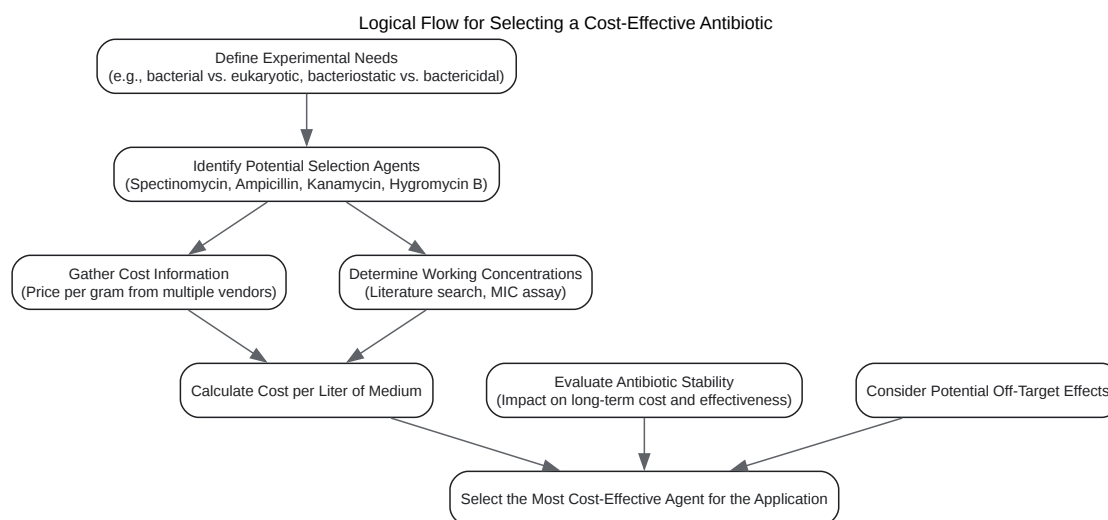 Logical Flow for Selecting a Cost-Effective Antibiotic
Define Experimental Needs
(e.g., bacterial vs. eukaryotic, bacteriostatic vs. bactericidal)
Identify Potential Selection Agents
(Spectinomycin, Ampicillin, Kanamycin, Hygromycin B)
Gather Cost Information
(Price per gram from multiple vendors)
Determine Working Concentrations
(Literature search, MIC assay)
Calculate Cost per Liter of Medium
Evaluate Antibiotic Stability
(Impact on long-term cost and effectiveness)
Consider Potential Off-Target Effects
Select the Most Cost-Effective Agent for the Application